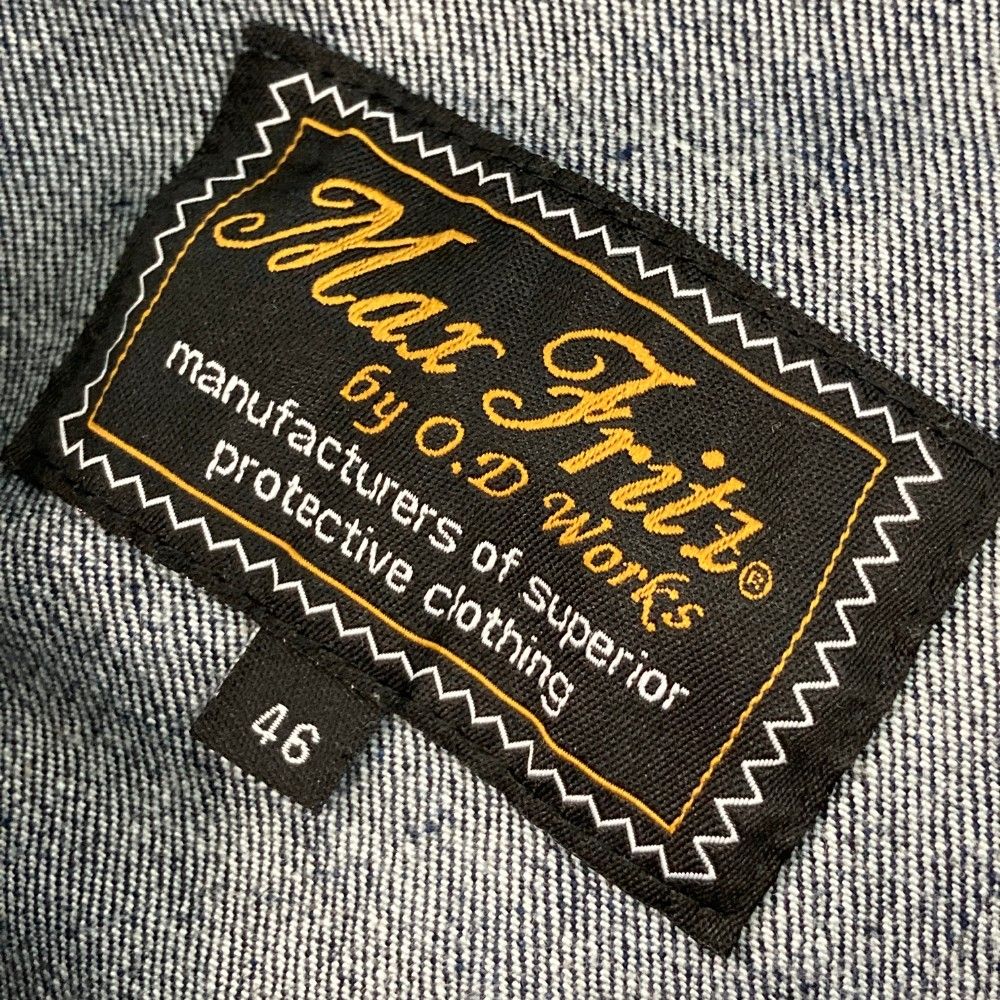 Max Fritz®
by O.D Works
manufacturers of superior
protective clothing
46